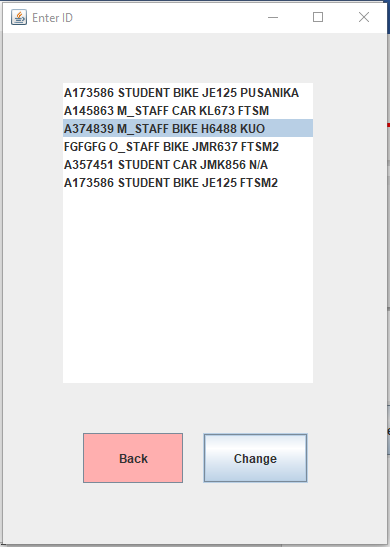 Enter ID
A173586 STUDENT BIKE JE125 PUSANIKA
A145863 M_STAFF CAR KL673 FTSM
A374839 M_STAFF BIKE H6488 KUO
FGFGFG O_STAFF BIKE JMR637 FTSM2
A357451 STUDENT CAR JMK856 N/A
A173586 STUDENT BIKE JE125 FTSM2
Back
Change